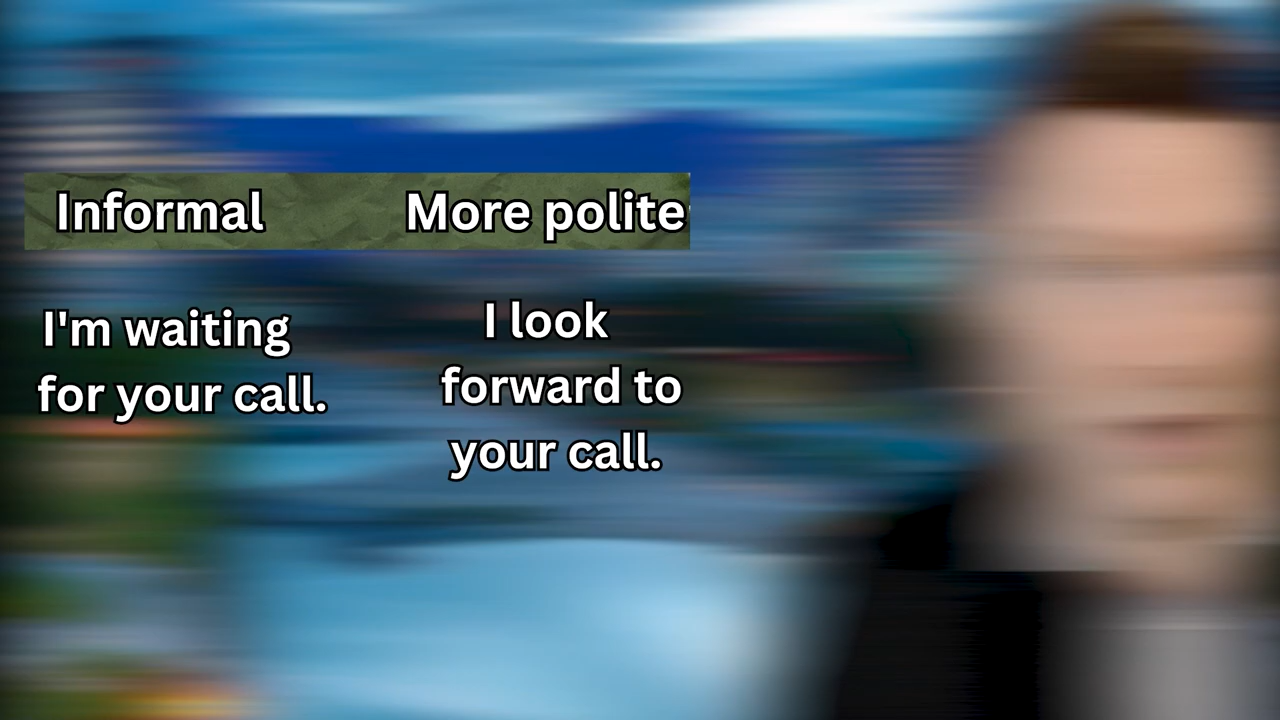 Informal
More polite
I'm waiting
for your call.
I look
forward to
your call.